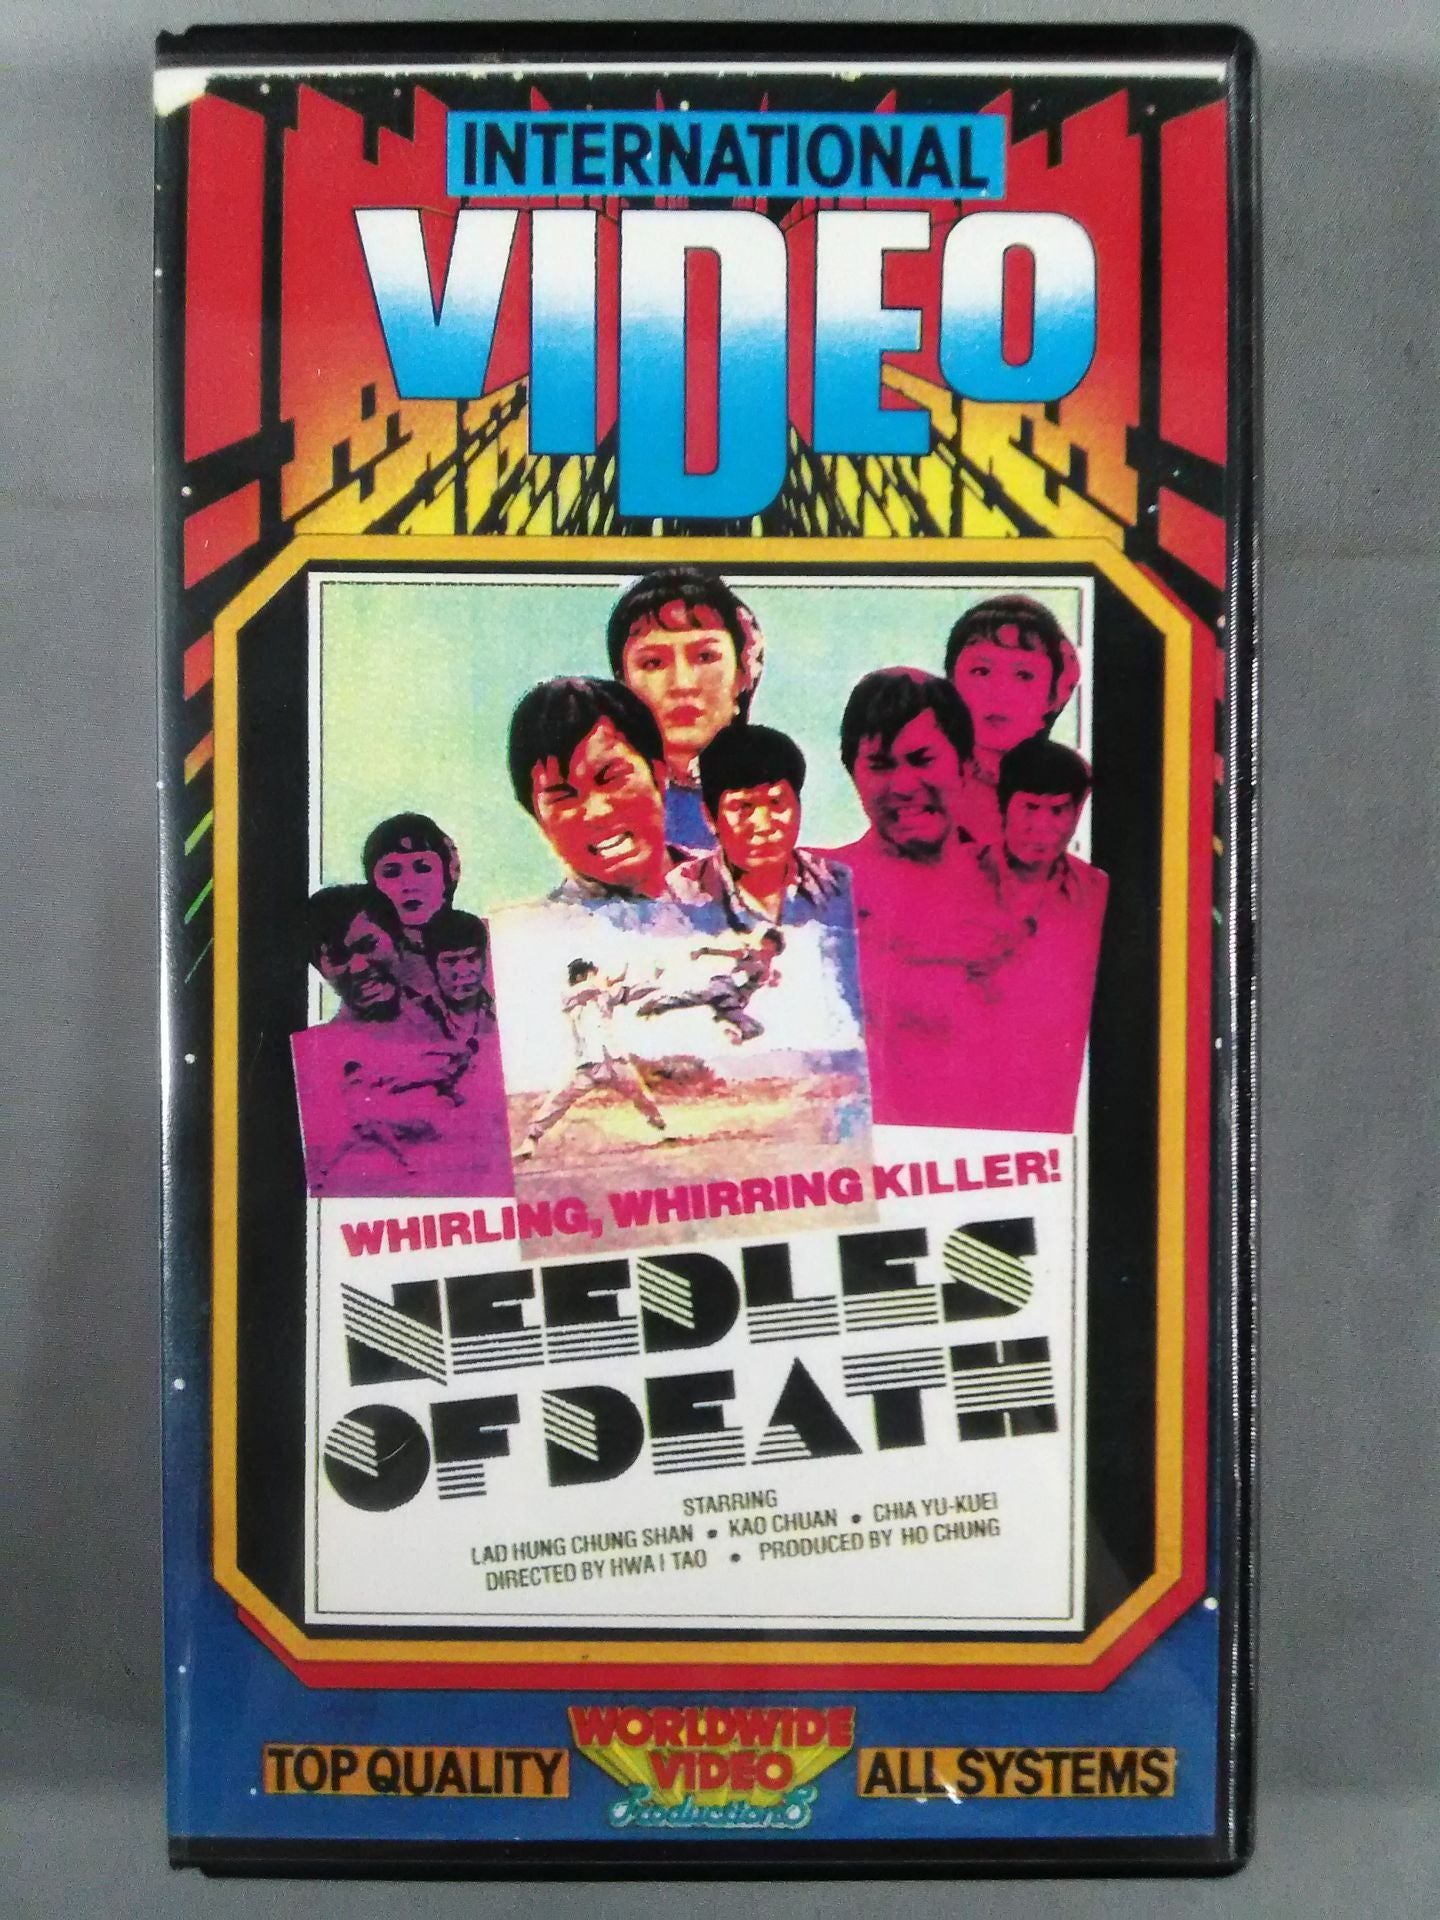 INTERNATIONAL
VIDEO
WHIRLING, WHIRRING KILLER!
NEEDLES
OF DEATH
STARRING
LAD HUNG CHUNG SHAN • KAO CHUAN • CHIA YU-KUEI
DIRECTED BY HWA I TAO • PRODUCED BY HO CHUNG
TOP QUALITY
WORLDWIDE
VIDEO
Productions
ALL SYSTEMS